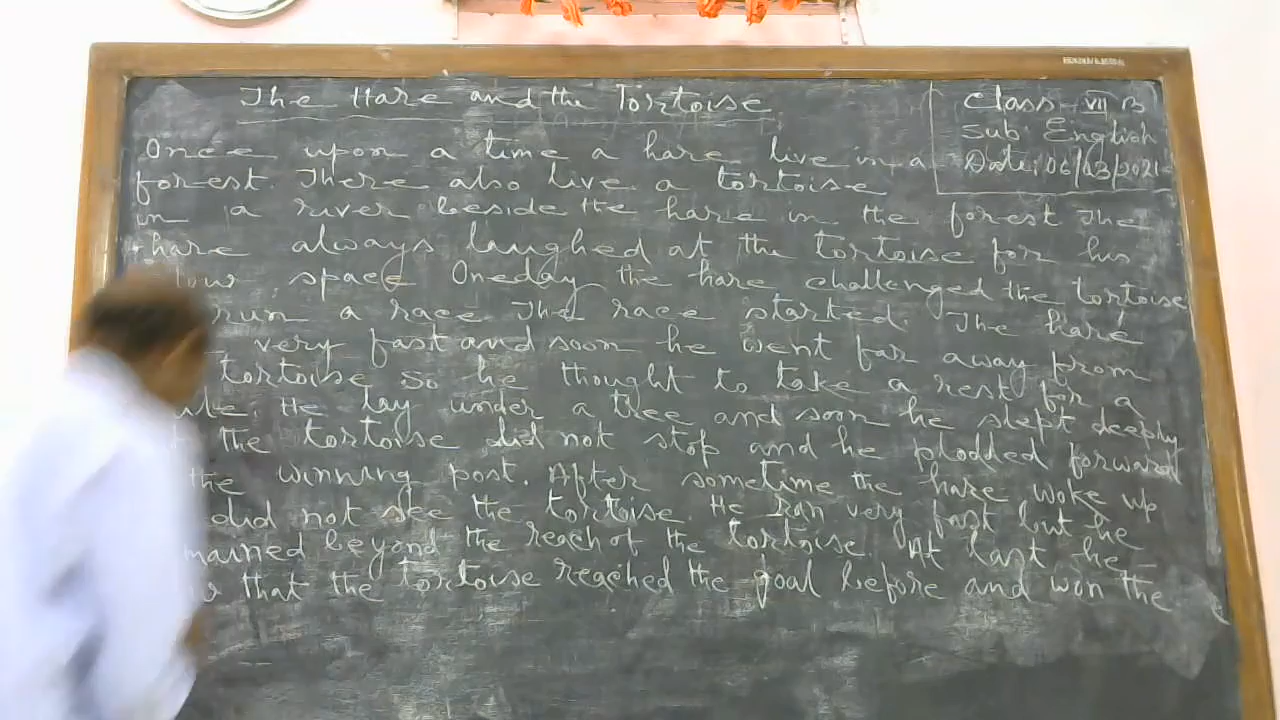 The Hare and the Tortoise
Class VII B
Sub English
Date: 06/03/2021
Once upon a time a hare live in a
forest. There also live a tortoise
in a river beside the hare in the forest The
hare always laughed at the tortoise for his
space Oneday the hare challenged the tortoise
run a race The race started. The hare
very fast and soon he went far away from
tortoise so he thought to take a rest for a
He lay under a tree and soon he slept deeply
the tortoise did not stop and he plodded forward
the winning post. After sometime the hare woke up
did not see the tortoise. He ran very fast but he
mained beyond the reach of the tortoise. At last he
that the tortoise reached the goal before and won the